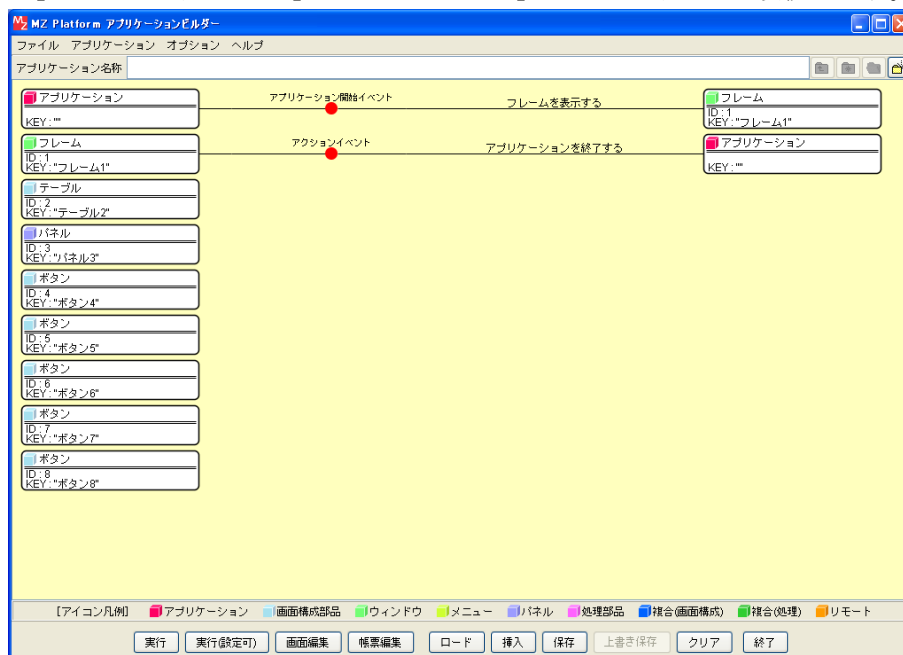 MZ Platform アプリケーションビルダー
ファイル アプリケーション オプション ヘルプ
アプリケーション名称
アプリケーション
KEY:""
アプリケーション開始イベント
フレームを表示する
フレーム
ID:1
KEY:"フレーム1"
フレーム
ID:1
KEY:"フレーム1"
アクションイベント
アプリケーションを終了する
アプリケーション
KEY:""
テーブル
ID:2
KEY:"テーブル2"
パネル
ID:3
KEY:"パネル3"
ボタン
ID:4
KEY:"ボタン4"
ボタン
ID:5
KEY:"ボタン5"
ボタン
ID:6
KEY:"ボタン6"
ボタン
ID:7
KEY:"ボタン7"
ボタン
ID:8
KEY:"ボタン8"
[アイコン凡例] アプリケーション 画面構成部品 ウィンドウ メニュー パネル 処理部品 複合(画面構成) 複合(処理) リモート
実行 実行(設定可) 画面編集 帳票編集 ロード 挿入 保存 上書き保存 クリア 終了